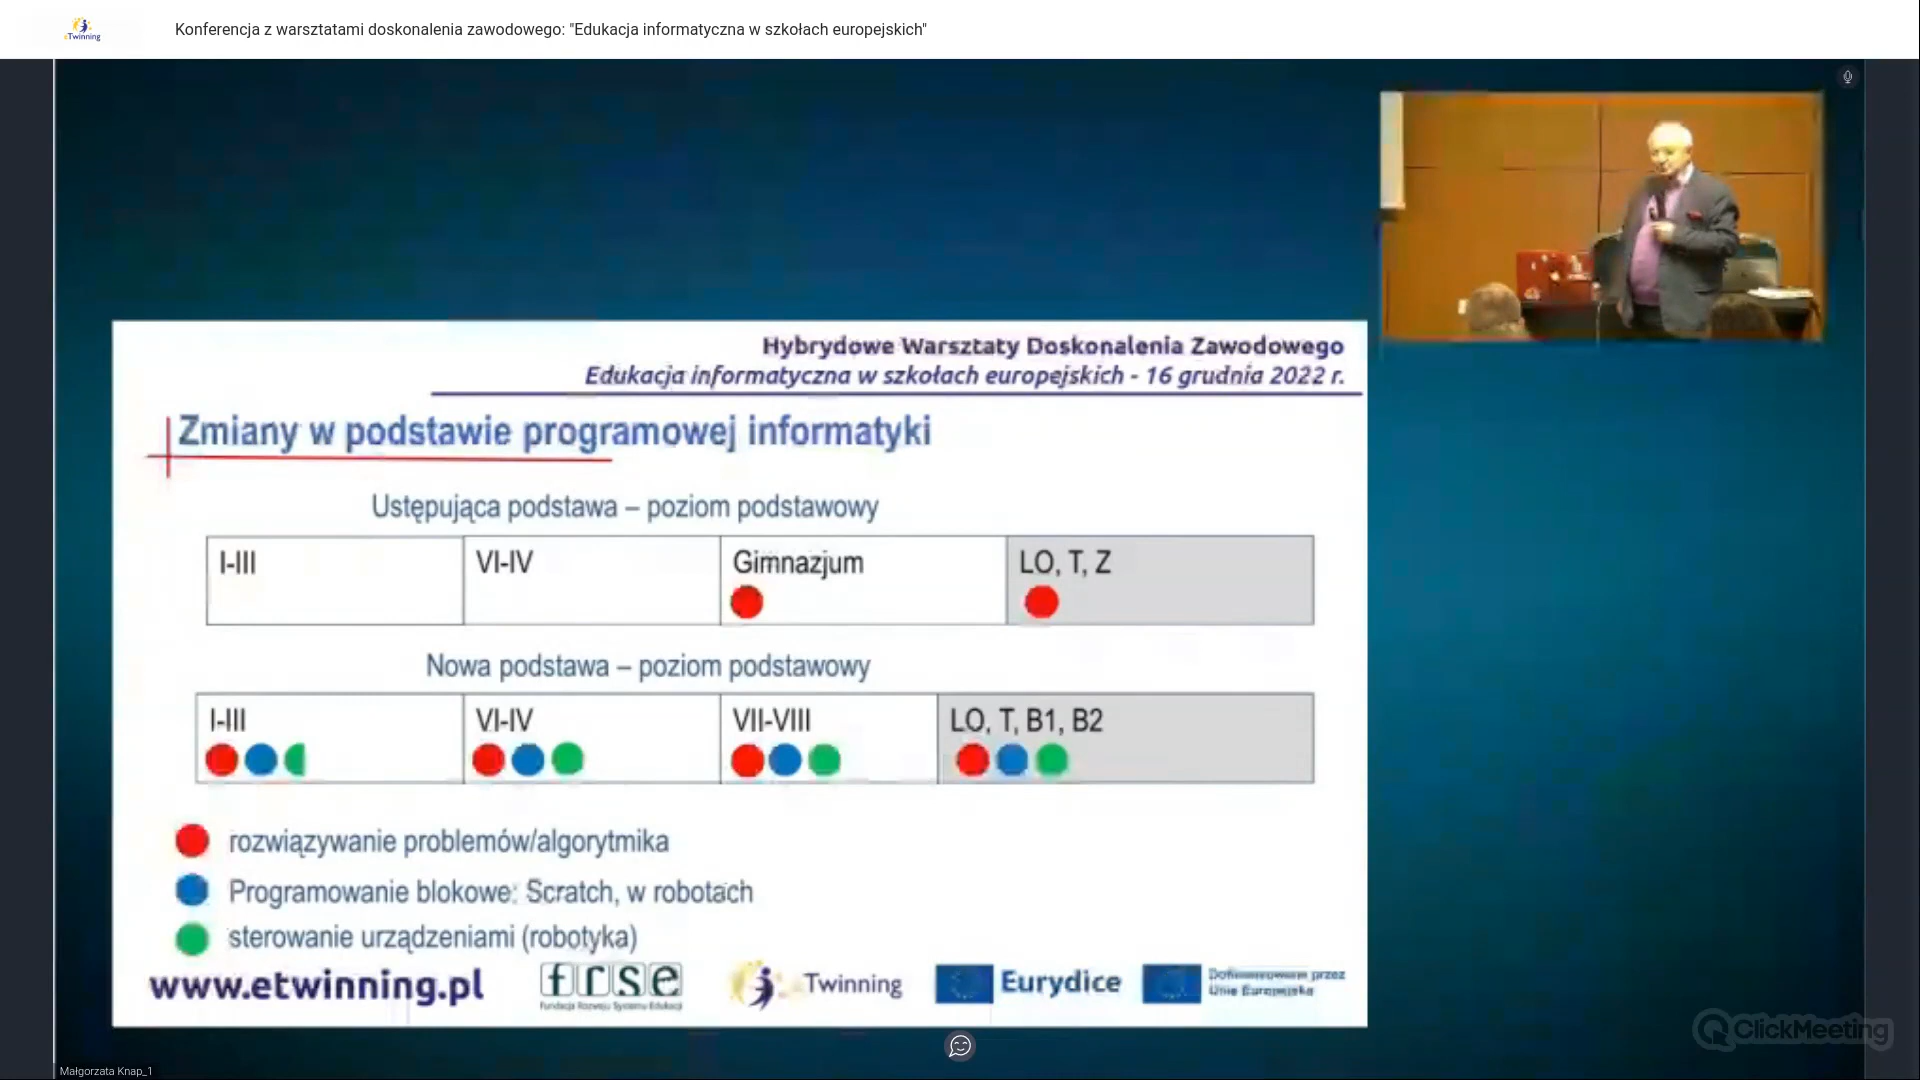 Twinning
Konferencja z warsztatami doskonalenia zawodowego: "Edukacja informatyczna w szkołach europejskich"
Hybrydowe Warsztaty Doskonalenia Zawodowego
Edukacja informatyczna w szkołach europejskich - 16 grudnia 2022 r.
Zmiany w podstawie programowej informatyki
Ustępująca podstawa – poziom podstawowy
I-III VI-IV Gimnazjum LO, T, Z
Nowa podstawa – poziom podstawowy
I-III VI-IV VII-VIII LO, T, B1, B2
rozwiązywanie problemów/algorytmika
Programowanie blokowe: Scratch, w robotach
sterowanie urządzeniami (robotyka)
www.etwinning.pl
frse
Fundacja Rozwoju Systemu Edukacji
Twinning
Eurydice
Dofinansowane przez
Unię Europejską
ClickMeeting
Małgorzata Knap_1